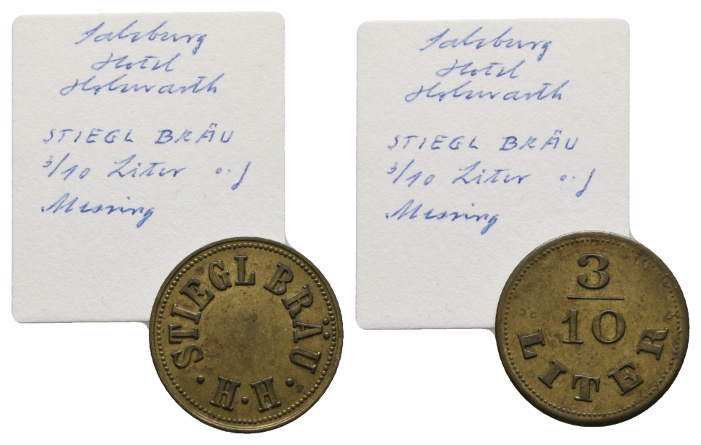 Salzburg
Hotel
Holzwarth
STIEGL BRÄU
3/10 Liter o.J
Messing
STIEGL BRÄU
· H · H ·
Salzburg
Hotel
Holzwarth
STIEGL BRÄU
3/10 Liter o.J
Messing
3
10
LITER